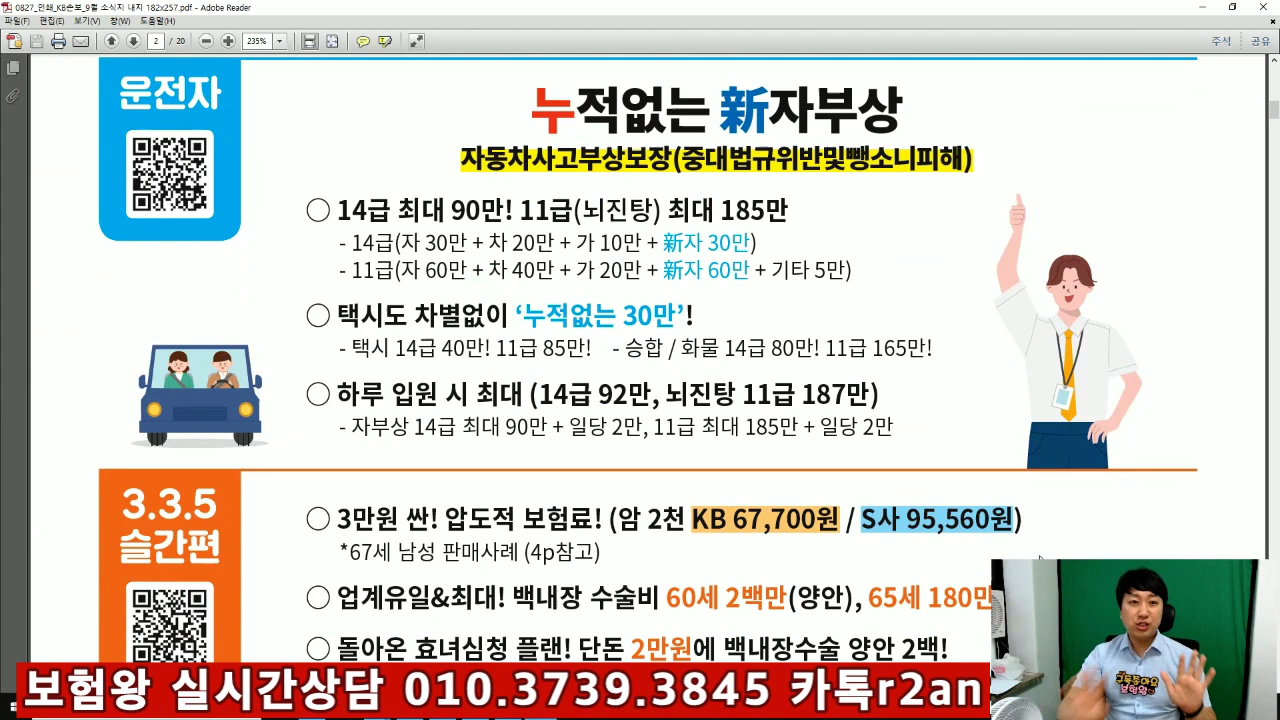 0827_인쇄_KB손보_9월 소식지 내지 182x257.pdf - Adobe Reader
파일(F) 편집(E) 보기(V) 창(W) 도움말(H)
2 / 20 235% 주석 공유
운전자
누적없는 新자부상
자동차사고부상보장(중대법규위반및뺑소니피해)
○ 14급 최대 90만! 11급(뇌진탕) 최대 185만
- 14급(자 30만 + 차 20만 + 가 10만 + 新자 30만)
- 11급(자 60만 + 차 40만 + 가 20만 + 新자 60만 + 기타 5만)
○ 택시도 차별없이 ‘누적없는 30만’!
- 택시 14급 40만! 11급 85만! - 승합 / 화물 14급 80만! 11급 165만!
○ 하루 입원 시 최대 (14급 92만, 뇌진탕 11급 187만)
- 자부상 14급 최대 90만 + 일당 2만, 11급 최대 185만 + 일당 2만
3.3.5
슬간편
○ 3만원 싼! 압도적 보험료! (암 2천 KB 67,700원 / S사 95,560원)
*67세 남성 판매사례 (4p참고)
○ 업계유일&최대! 백내장 수술비 60세 2백만(양안), 65세 180만
○ 돌아온 효녀심청 플랜! 단돈 2만원에 백내장수술 양안 2백!
구독좋아요
보험왕
보험왕 실시간상담 010.3739.3845 카톡r2an